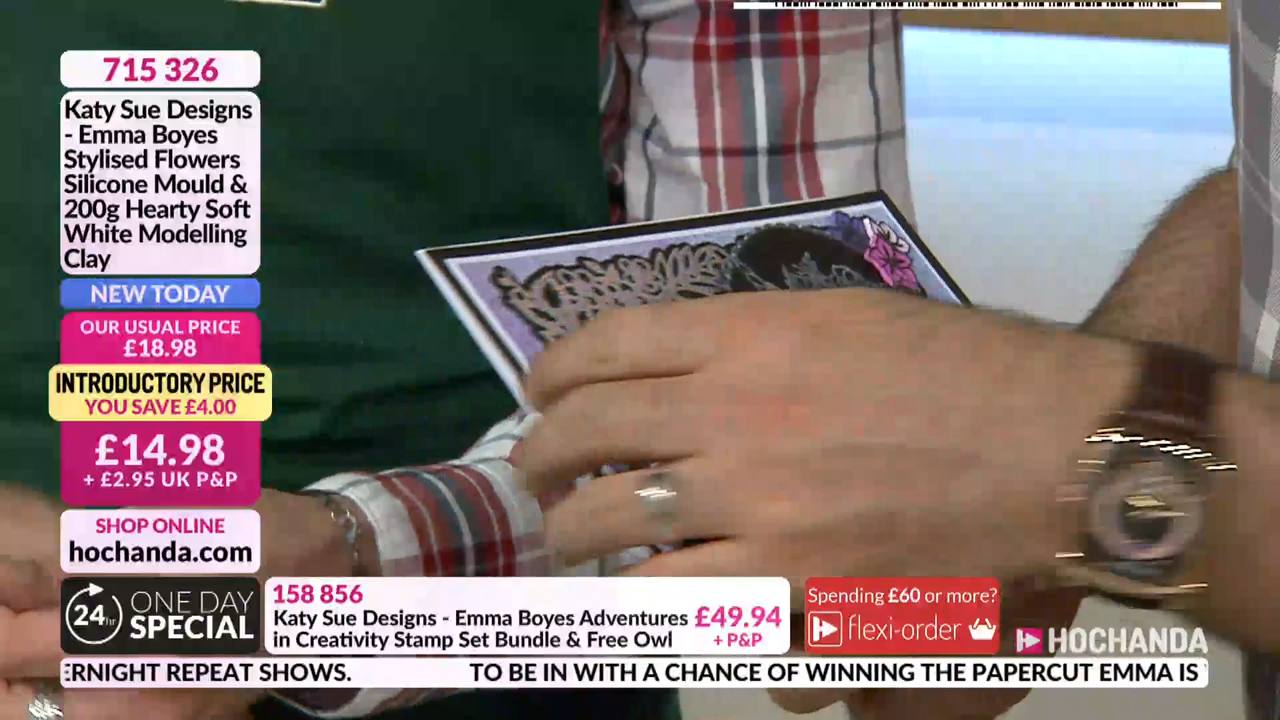 715 326
Katy Sue Designs
- Emma Boyes
Stylised Flowers
Silicone Mould &
200g Hearty Soft
White Modelling
Clay
NEW TODAY
OUR USUAL PRICE
£18.98
INTRODUCTORY PRICE
YOU SAVE £4.00
£14.98
+ £2.95 UK P&P
SHOP ONLINE
hochanda.com
24hr ONE DAY
SPECIAL
158 856
Katy Sue Designs - Emma Boyes Adventures
in Creativity Stamp Set Bundle & Free Owl
£49.94
+ P&P
Spending £60 or more?
flexi-order
HOCHANDA
ERNIGHT REPEAT SHOWS. TO BE IN WITH A CHANCE OF WINNING THE PAPERCUT EMMA IS